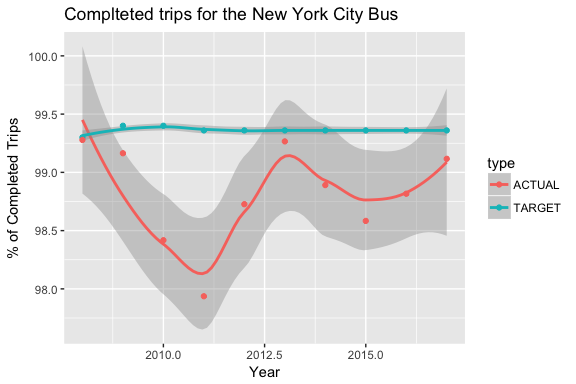 Complteted trips for the New York City Bus
100.0
99.5
99.0
98.5
98.0
% of Completed Trips
2010.0 2012.5 2015.0
Year
type
ACTUAL
TARGET